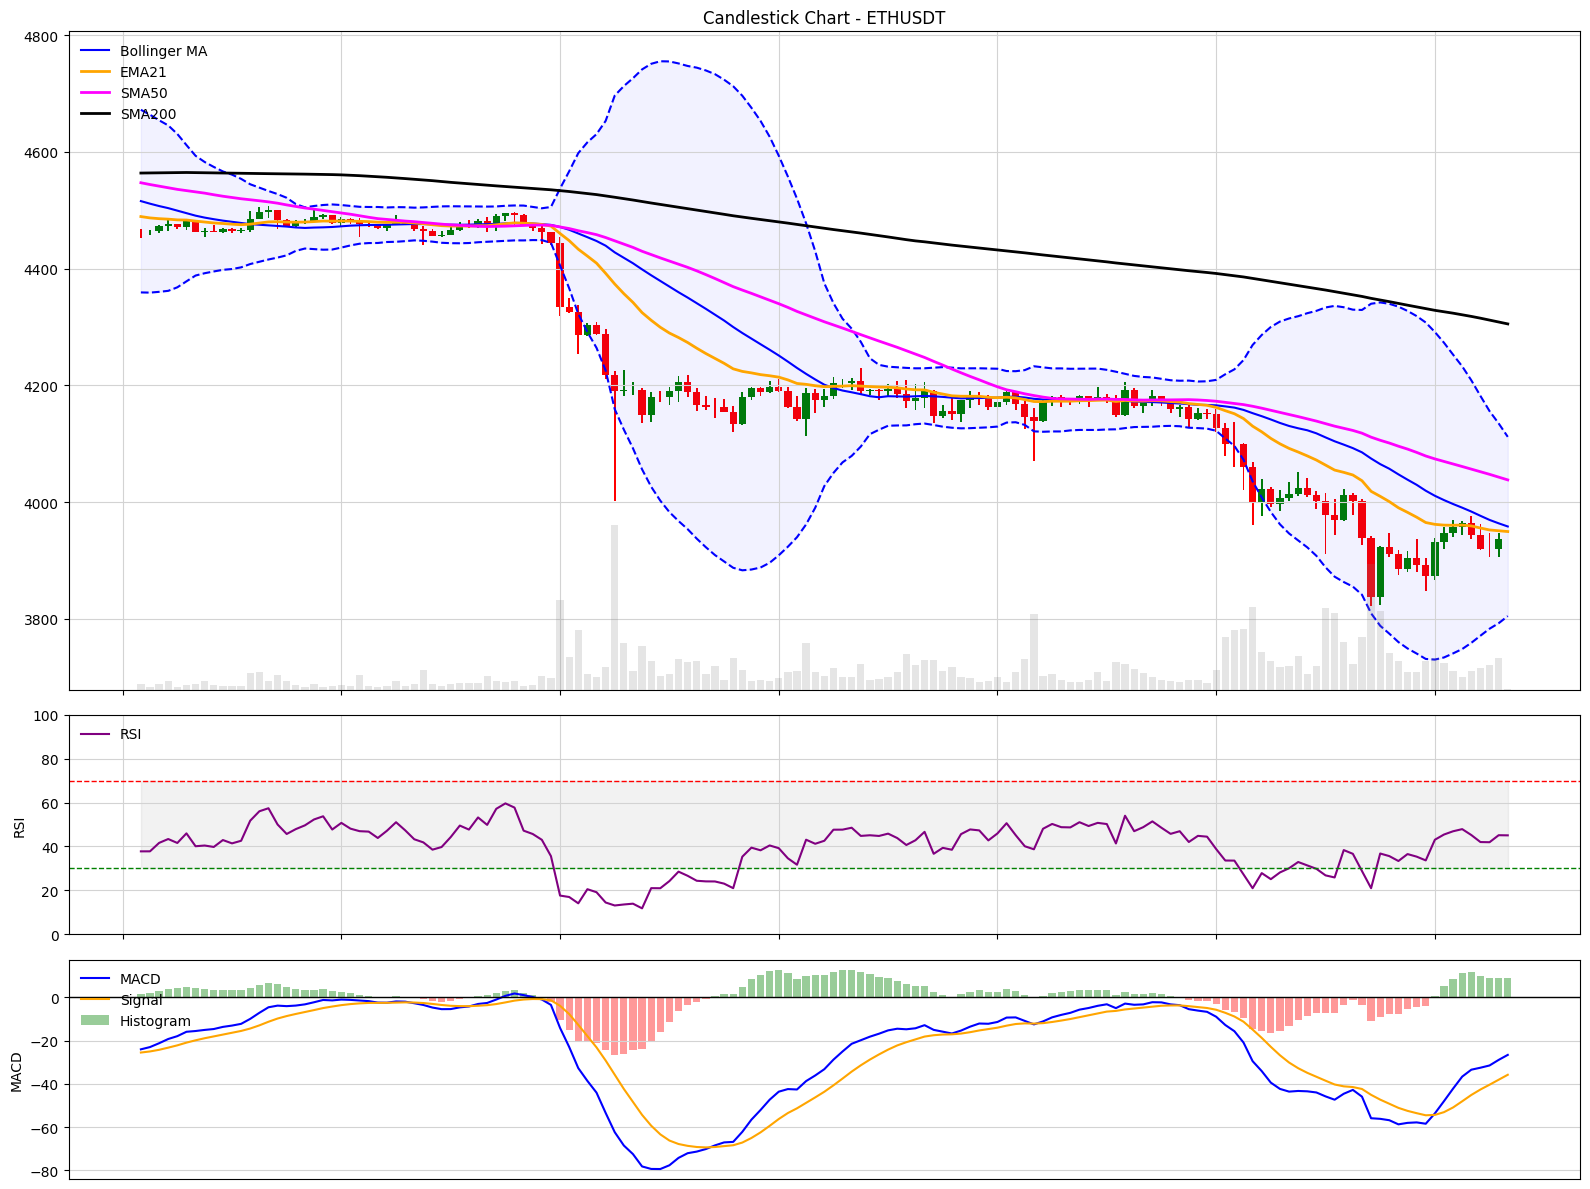 Candlestick Chart - ETHUSDT
4800
4600
4400
4200
4000
3800
Bollinger MA
EMA21
SMA50
SMA200
100
80
60
40
20
0
RSI
RSI
0
−20
−40
−60
−80
MACD
MACD
Signal
Histogram